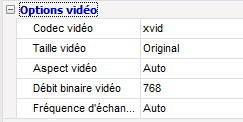 Options vidéo
Codec vidéo xvid
Taille vidéo Original
Aspect vidéo Auto
Débit binaire vidéo 768
Fréquence d'échan... Auto